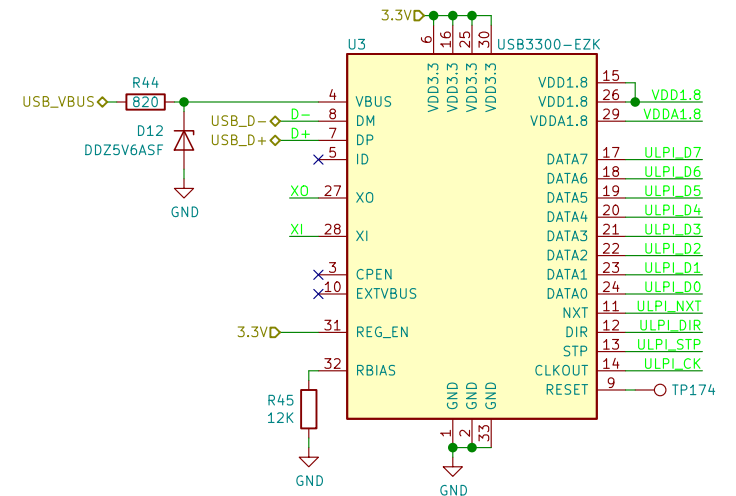 3.3V
U3
USB3300-EZK
6
16
25
30
VDD3.3
VDD3.3
VDD3.3
VDD3.3
R44
820
USB_VBUS
4 VBUS
D12
DDZ5V6ASF
GND
USB_D- D- 8 DM
USB_D+ D+ 7 DP
5 ID
XO 27 XO
XI 28 XI
3 CPEN
10 EXTVBUS
3.3V 31 REG_EN
32 RBIAS
R45
12K
GND
VDD1.8 15
VDD1.8 26 VDD1.8
VDDA1.8 29 VDDA1.8
DATA7 17 ULPI_D7
DATA6 18 ULPI_D6
DATA5 19 ULPI_D5
DATA4 20 ULPI_D4
DATA3 21 ULPI_D3
DATA2 22 ULPI_D2
DATA1 23 ULPI_D1
DATA0 24 ULPI_D0
NXT 11 ULPI_NXT
DIR 12 ULPI_DIR
STP 13 ULPI_STP
CLKOUT 14 ULPI_CK
RESET 9 TP174
GND
GND
GND
1
2
33
GND